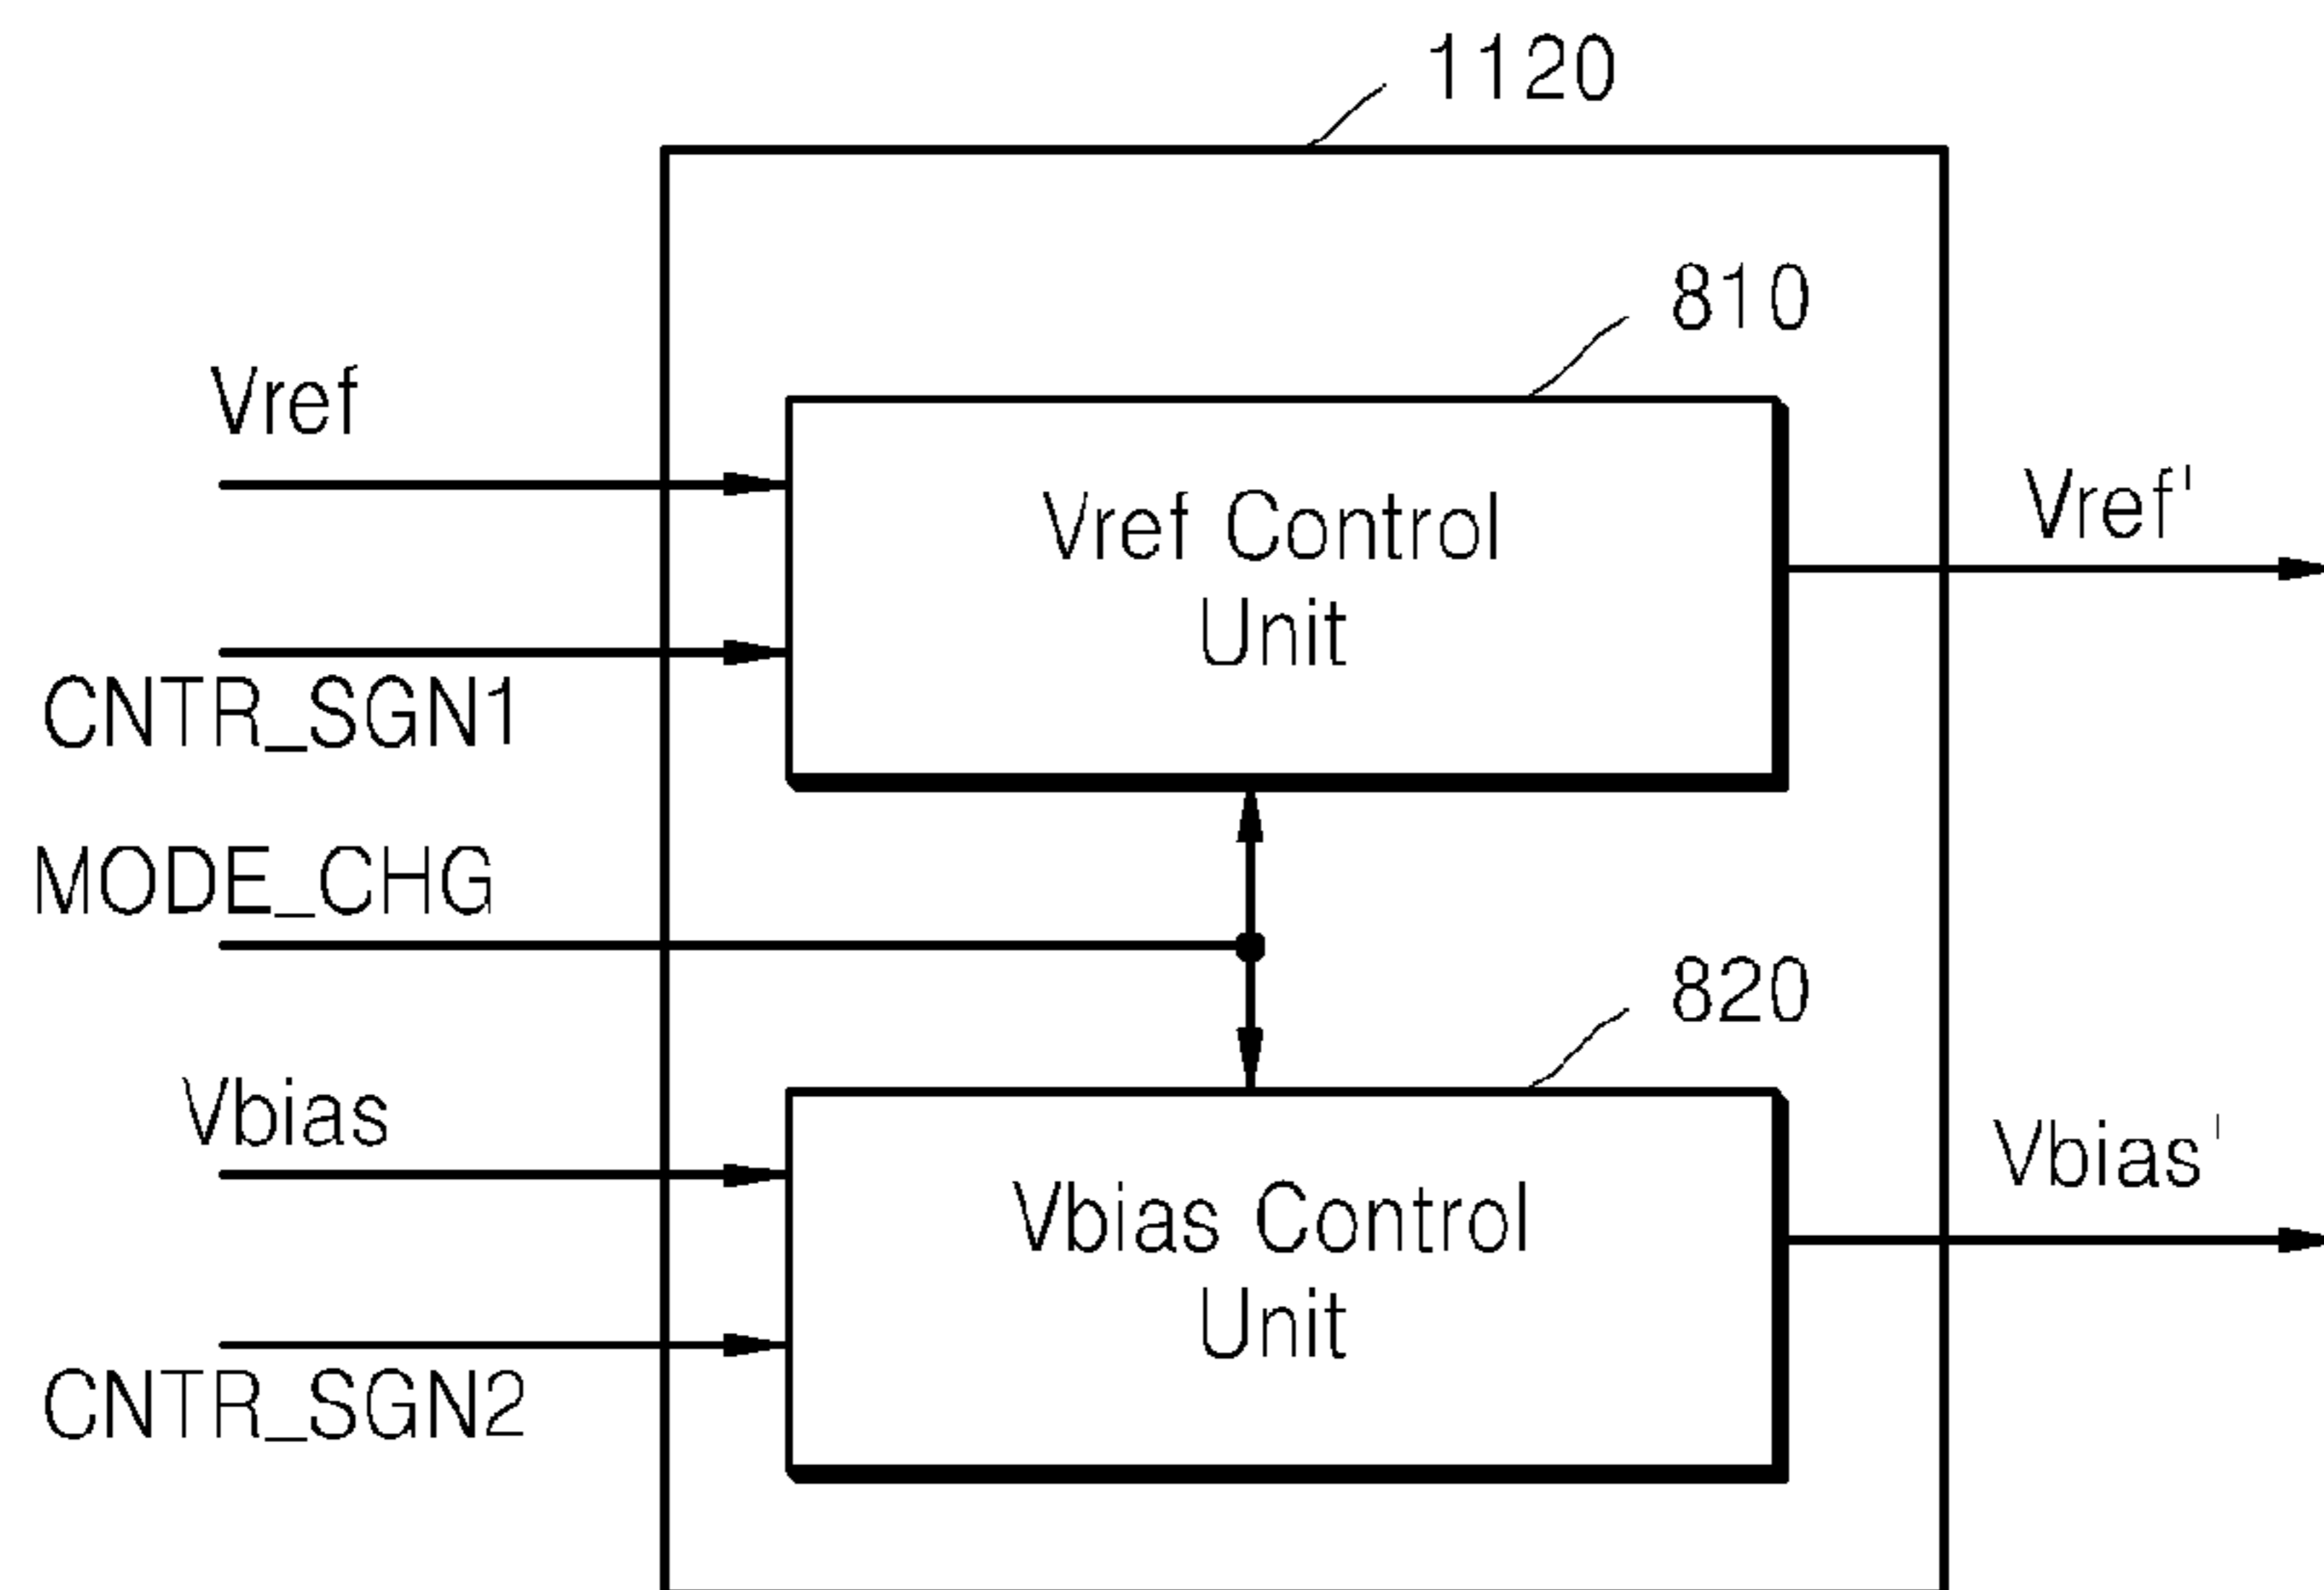 1120
810
Vref
Vref Control
Unit
Vref'
CNTR_SGN1
MODE_CHG
820
Vbias
Vbias Control
Unit
Vbias'
CNTR_SGN2